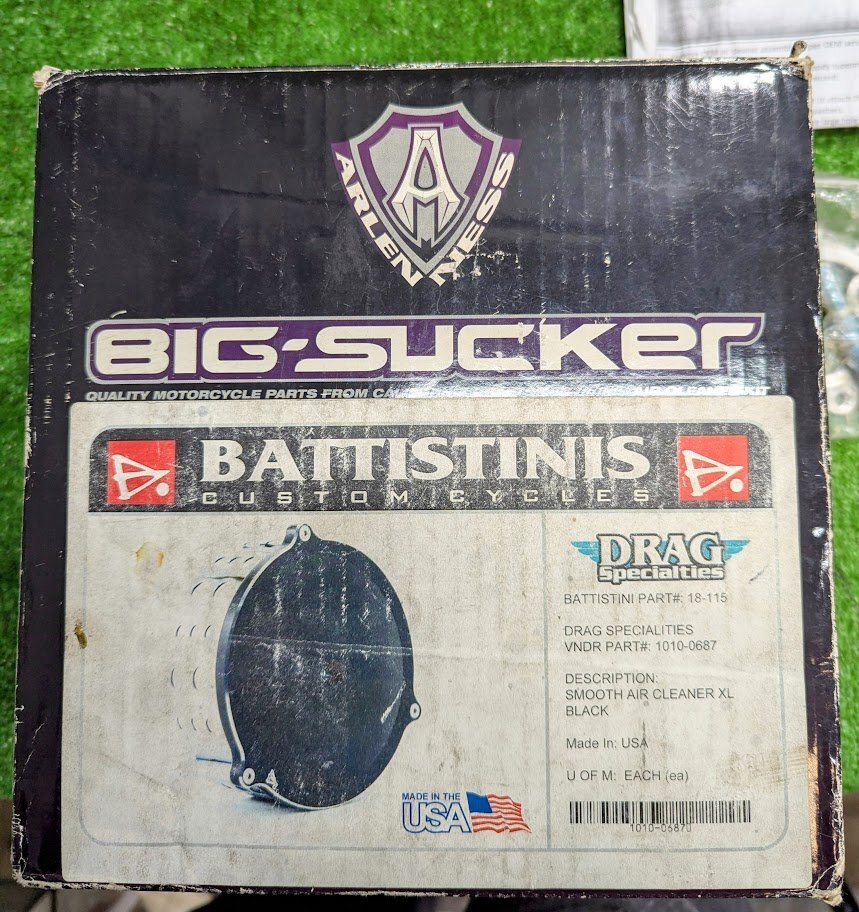 ARLEN NESS
BIG-SUCKer
QUALITY MOTORCYCLE PARTS FROM
BATTISTINIS
CUSTOM CYCLES
DRAG
Specialties
BATTISTINI PART#: 18-115
DRAG SPECIALITIES
VNDR PART#: 1010-0687
DESCRIPTION:
SMOOTH AIR CLEANER XL
BLACK
Made In: USA
U OF M: EACH (ea)
MADE IN THE
USA